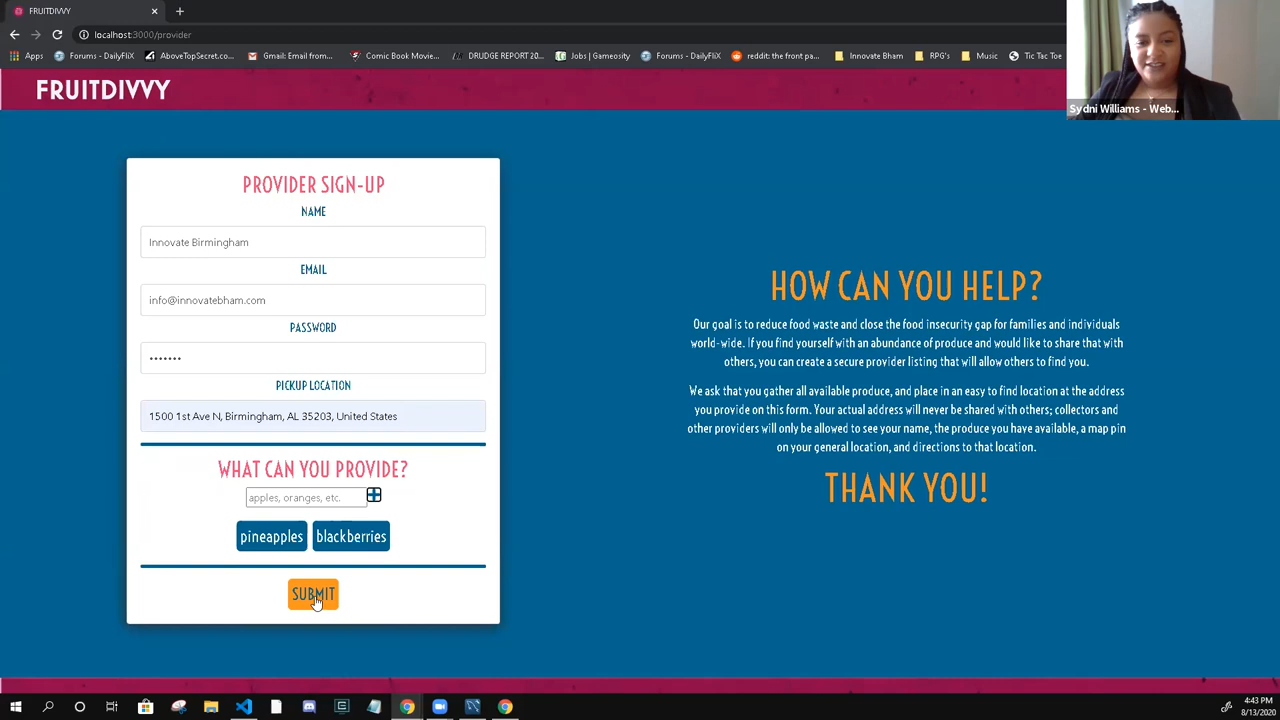 FRUITDIVVY
localhost:3000/provider
Apps
Forums - DailyFliX
AboveTopSecret.co...
Gmail: Email from...
Comic Book Movie...
DRUDGE REPORT 20...
Jobs | Gameosity
Forums - DailyFliX
reddit: the front pa...
Innovate Bham
RPG's
Music
Tic Tac Toe
FRUITDIVVY
Sydni Williams - Web...
PROVIDER SIGN-UP
NAME
Innovate Birmingham
EMAIL
info@innovatebham.com
PASSWORD
•••••••
PICKUP LOCATION
1500 1st Ave N, Birmingham, AL 35203, United States
WHAT CAN YOU PROVIDE?
apples, oranges, etc.
pineapples
blackberries
SUBMIT
HOW CAN YOU HELP?
Our goal is to reduce food waste and close the food insecurity gap for families and individuals
world-wide. If you find yourself with an abundance of produce and would like to share that with
others, you can create a secure provider listing that will allow others to find you.
We ask that you gather all available produce, and place in an easy to find location at the address
you provide on this form. Your actual address will never be shared with others; collectors and
other providers will only be allowed to see your name, the produce you have available, a map pin
on your general location, and directions to that location.
THANK YOU!
4:43 PM
8/13/2020